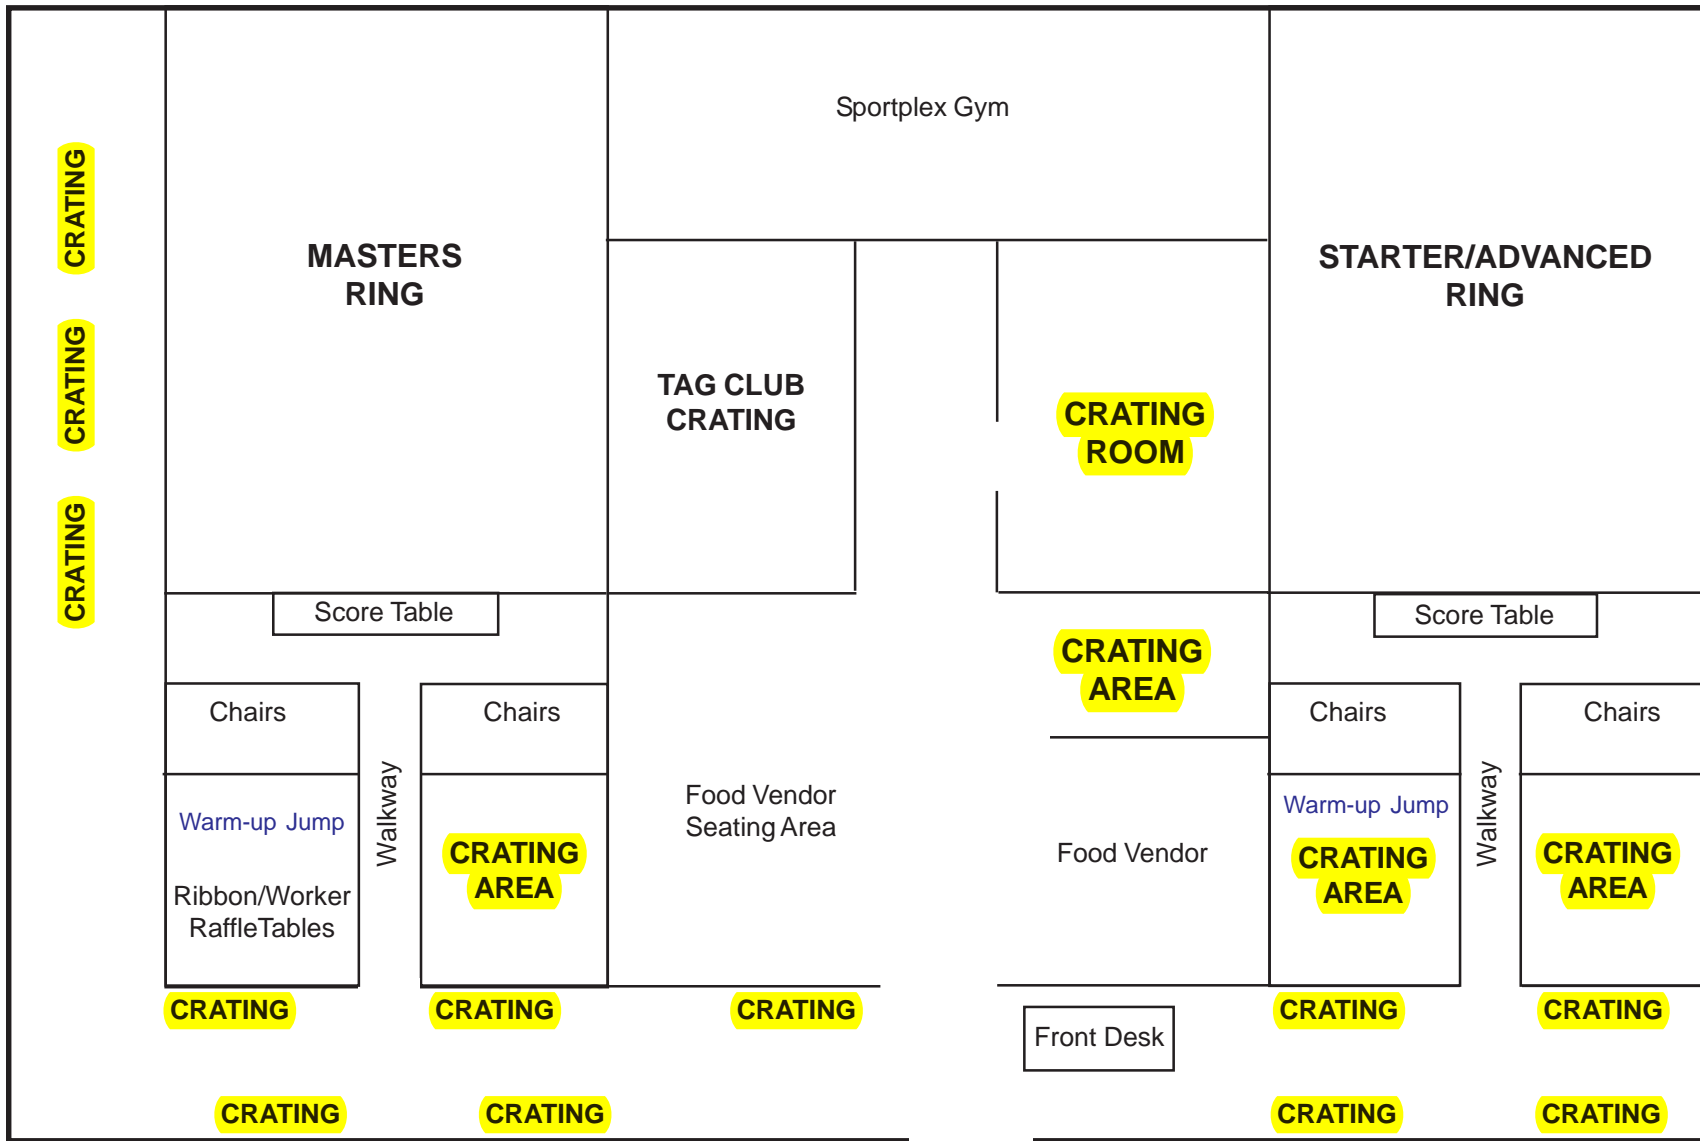 Sportplex Gym
CRATING
CRATING
CRATING
MASTERS
RING
STARTER/ADVANCED
RING
TAG CLUB
CRATING
CRATING
ROOM
Score Table
Score Table
CRATING
AREA
Chairs
Chairs
Chairs
Chairs
Walkway
Walkway
Warm-up Jump
Ribbon/Worker
RaffleTables
CRATING
AREA
Food Vendor
Seating Area
Food Vendor
Warm-up Jump
CRATING
AREA
CRATING
AREA
CRATING
CRATING
CRATING
CRATING
CRATING
Front Desk
CRATING
CRATING
CRATING
CRATING